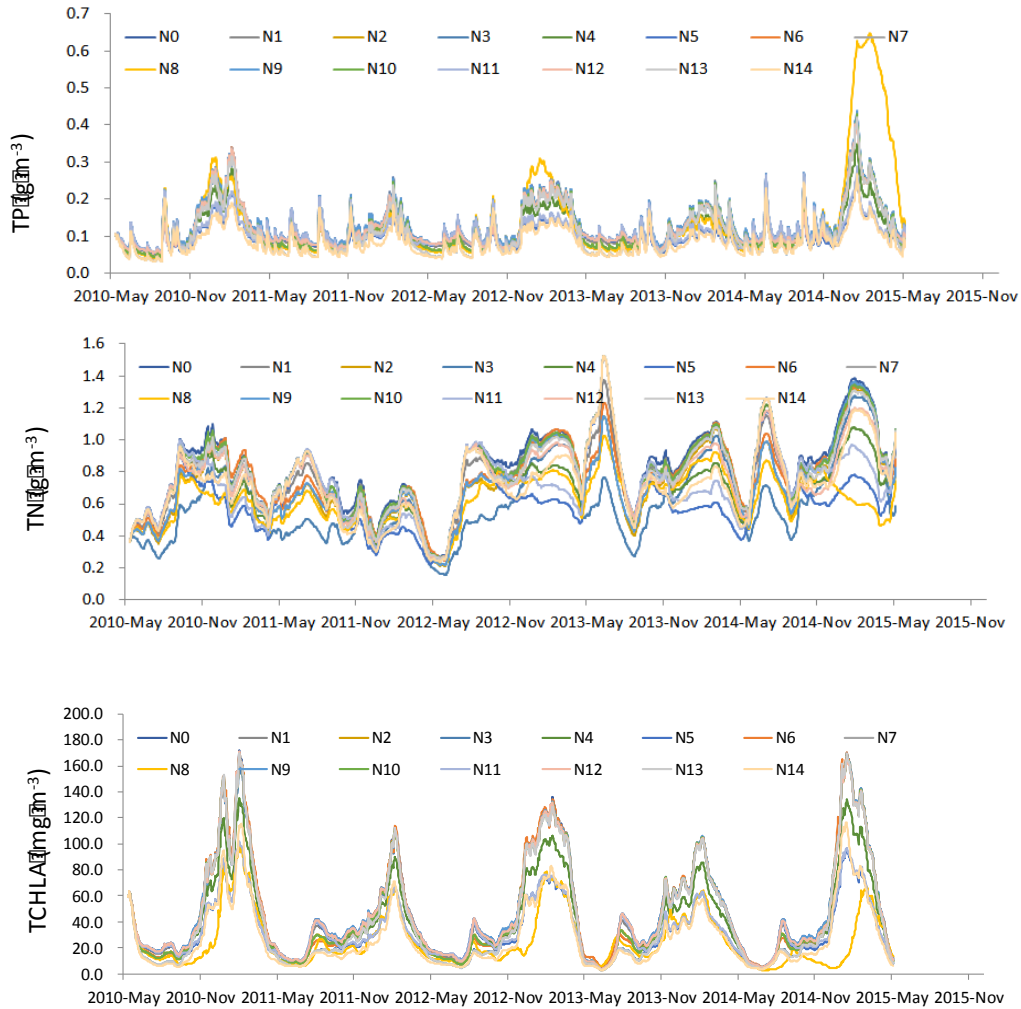 0.7
0.6
0.5
0.4
0.3
0.2
0.1
0.0
TP (g m⁻³)
N0 N1 N2 N3 N4 N5 N6 N7
N8 N9 N10 N11 N12 N13 N14
2010-May 2010-Nov 2011-May 2011-Nov 2012-May 2012-Nov 2013-May 2013-Nov 2014-May 2014-Nov 2015-May 2015-Nov
1.6
1.4
1.2
1.0
0.8
0.6
0.4
0.2
0.0
TN (g m⁻³)
N0 N1 N2 N3 N4 N5 N6 N7
N8 N9 N10 N11 N12 N13 N14
2010-May 2010-Nov 2011-May 2011-Nov 2012-May 2012-Nov 2013-May 2013-Nov 2014-May 2014-Nov 2015-May 2015-Nov
200.0
180.0
160.0
140.0
120.0
100.0
80.0
60.0
40.0
20.0
0.0
TCHLA (mg m⁻³)
N0 N1 N2 N3 N4 N5 N6 N7
N8 N9 N10 N11 N12 N13 N14
2010-May 2010-Nov 2011-May 2011-Nov 2012-May 2012-Nov 2013-May 2013-Nov 2014-May 2014-Nov 2015-May 2015-Nov